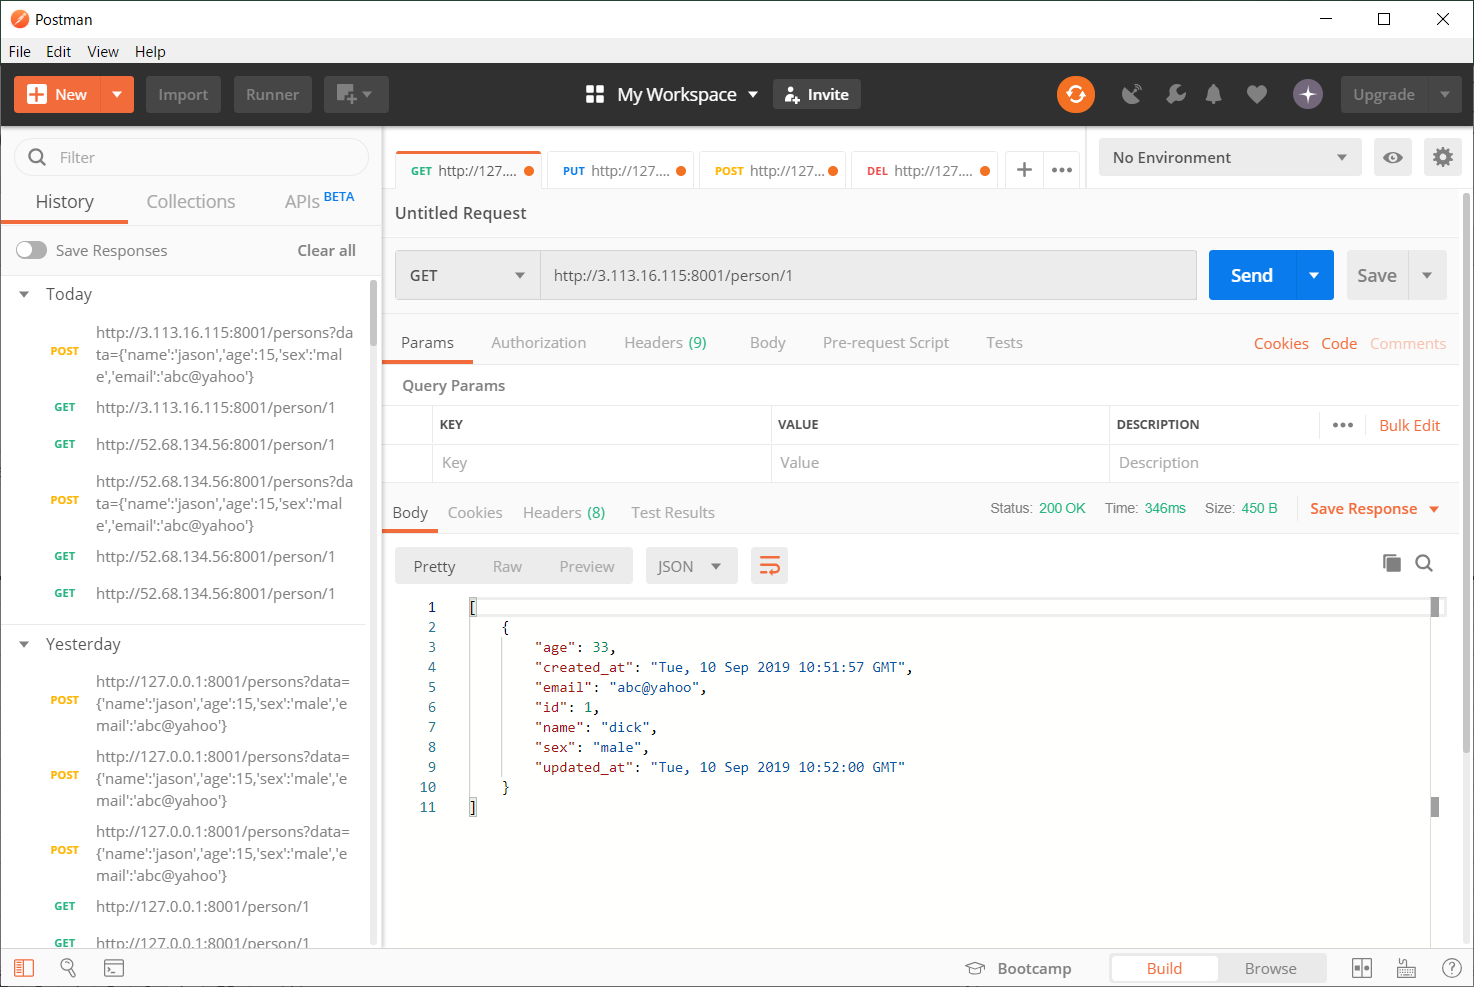 Postman
File Edit View Help
New Import Runner My Workspace Invite Upgrade
Filter
History Collections APIs BETA
Save Responses Clear all
Today
POST http://3.113.16.115:8001/persons?da
ta={'name':'jason','age':15,'sex':'mal
e','email':'abc@yahoo'}
GET http://3.113.16.115:8001/person/1
GET http://52.68.134.56:8001/person/1
POST http://52.68.134.56:8001/persons?da
ta={'name':'jason','age':15,'sex':'mal
e','email':'abc@yahoo'}
GET http://52.68.134.56:8001/person/1
GET http://52.68.134.56:8001/person/1
Yesterday
POST http://127.0.0.1:8001/persons?data=
{'name':'jason','age':15,'sex':'male','e
mail':'abc@yahoo'}
POST http://127.0.0.1:8001/persons?data=
{'name':'jason','age':15,'sex':'male','e
mail':'abc@yahoo'}
POST http://127.0.0.1:8001/persons?data=
{'name':'jason','age':15,'sex':'male','e
mail':'abc@yahoo'}
GET http://127.0.0.1:8001/person/1
GET http://127.0.0.1:8001/person/1
GET http://127.... PUT http://127.... POST http://127... DEL http://127.... + ••• No Environment
Untitled Request
GET http://3.113.16.115:8001/person/1 Send Save
Params Authorization Headers (9) Body Pre-request Script Tests Cookies Code Comments
Query Params
KEY VALUE DESCRIPTION ••• Bulk Edit
Key Value Description
Body Cookies Headers (8) Test Results Status: 200 OK Time: 346ms Size: 450 B Save Response
Pretty Raw Preview JSON
1 [
2 {
3 "age": 33,
4 "created_at": "Tue, 10 Sep 2019 10:51:57 GMT",
5 "email": "abc@yahoo",
6 "id": 1,
7 "name": "dick",
8 "sex": "male",
9 "updated_at": "Tue, 10 Sep 2019 10:52:00 GMT"
10 }
11 ]
Bootcamp Build Browse ?